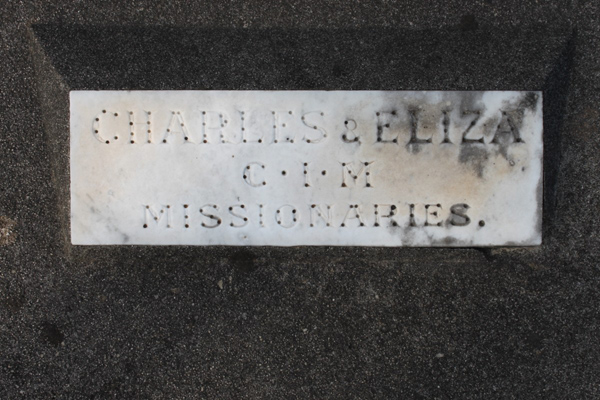 CHARLES & ELIZA
C·I·M
MISSIONARIES.